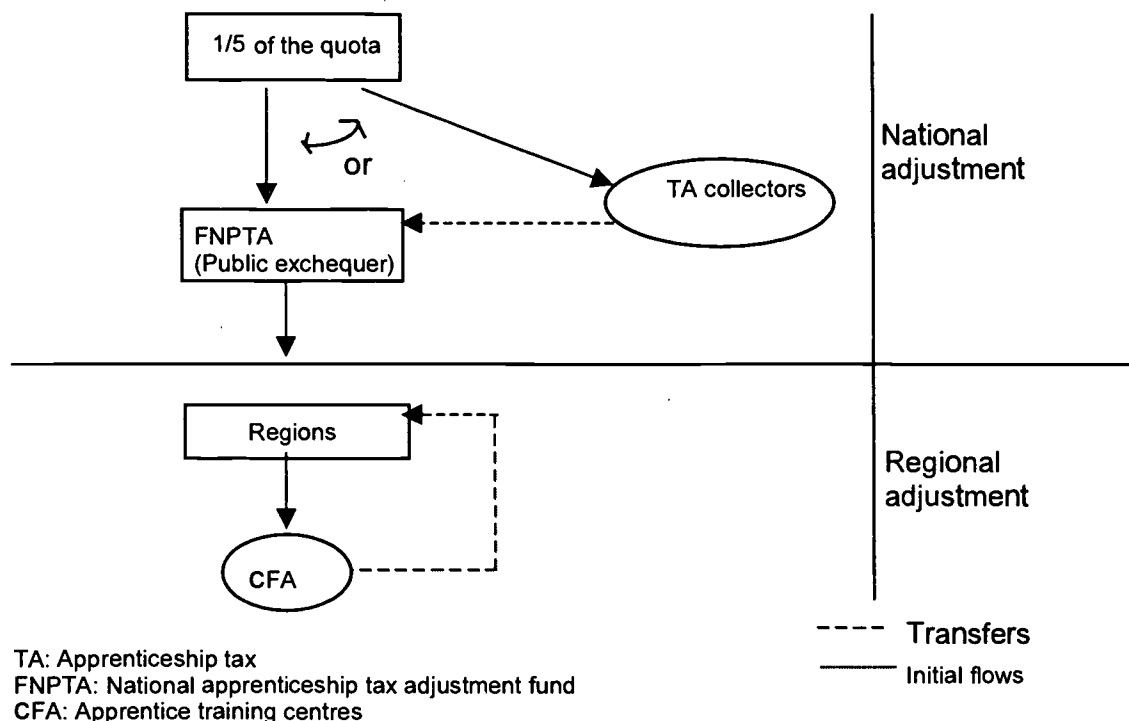 1/5 of the quota
or
TA collectors
National
adjustment
FNPTA
(Public exchequer)
Regions
Regional
adjustment
CFA
Transfers
Initial flows
TA: Apprenticeship tax
FNPTA: National apprenticeship tax adjustment fund
CFA: Apprentice training centres